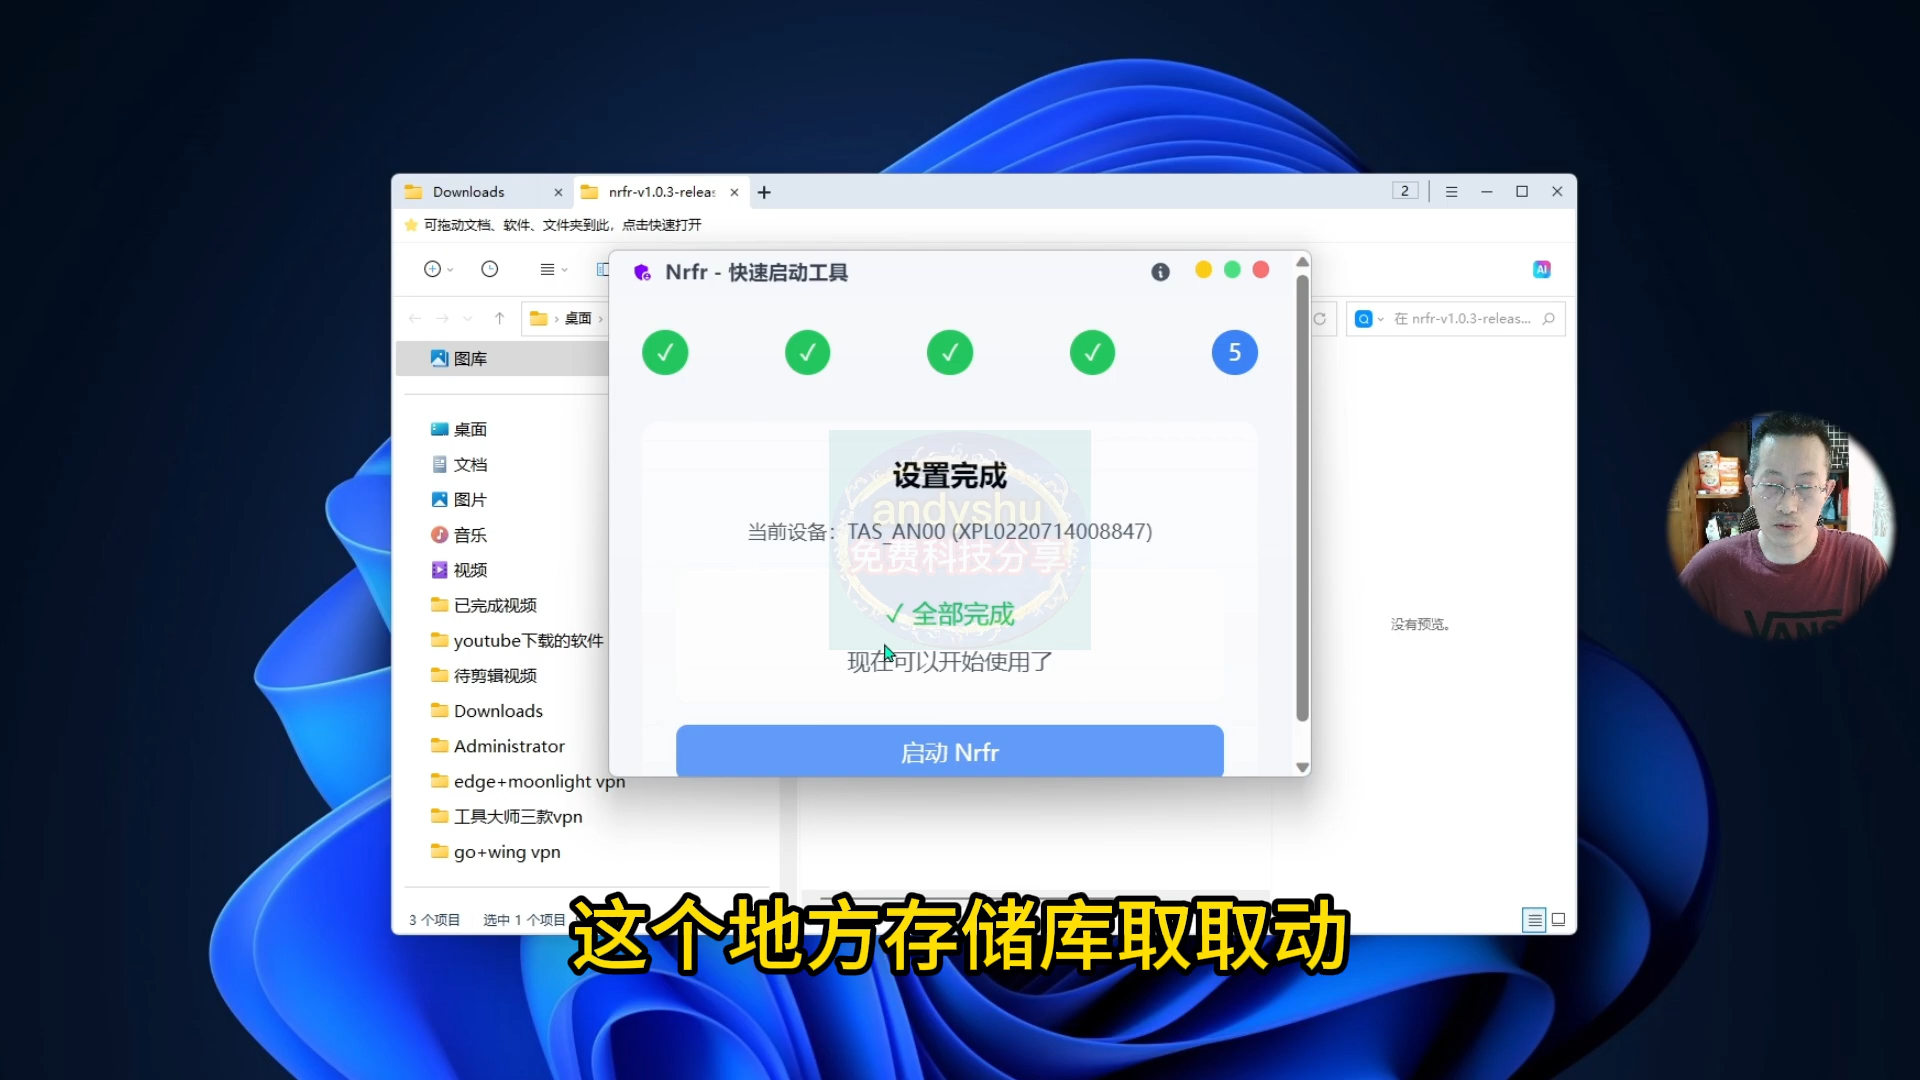 Downloads
nrfr-v1.0.3-releas
2
可拖动文档、软件、文件夹到此，点击快速打开
AI
Nrfr - 快速启动工具
桌面
在 nrfr-v1.0.3-releas...
✓ ✓ ✓ ✓ 5
图库
桌面
文档
图片
音乐
视频
已完成视频
youtube下载的软件
待剪辑视频
Downloads
Administrator
edge+moonlight vpn
工具大师三款vpn
go+wing vpn
设置完成
andyshu
当前设备：TAS_AN00 (XPL0220714008847)
免费科技分享
✓ 全部完成
现在可以开始使用了
启动 Nrfr
没有预览。
VANS
3 个项目 选中 1 个项目
这个地方存储库取取动